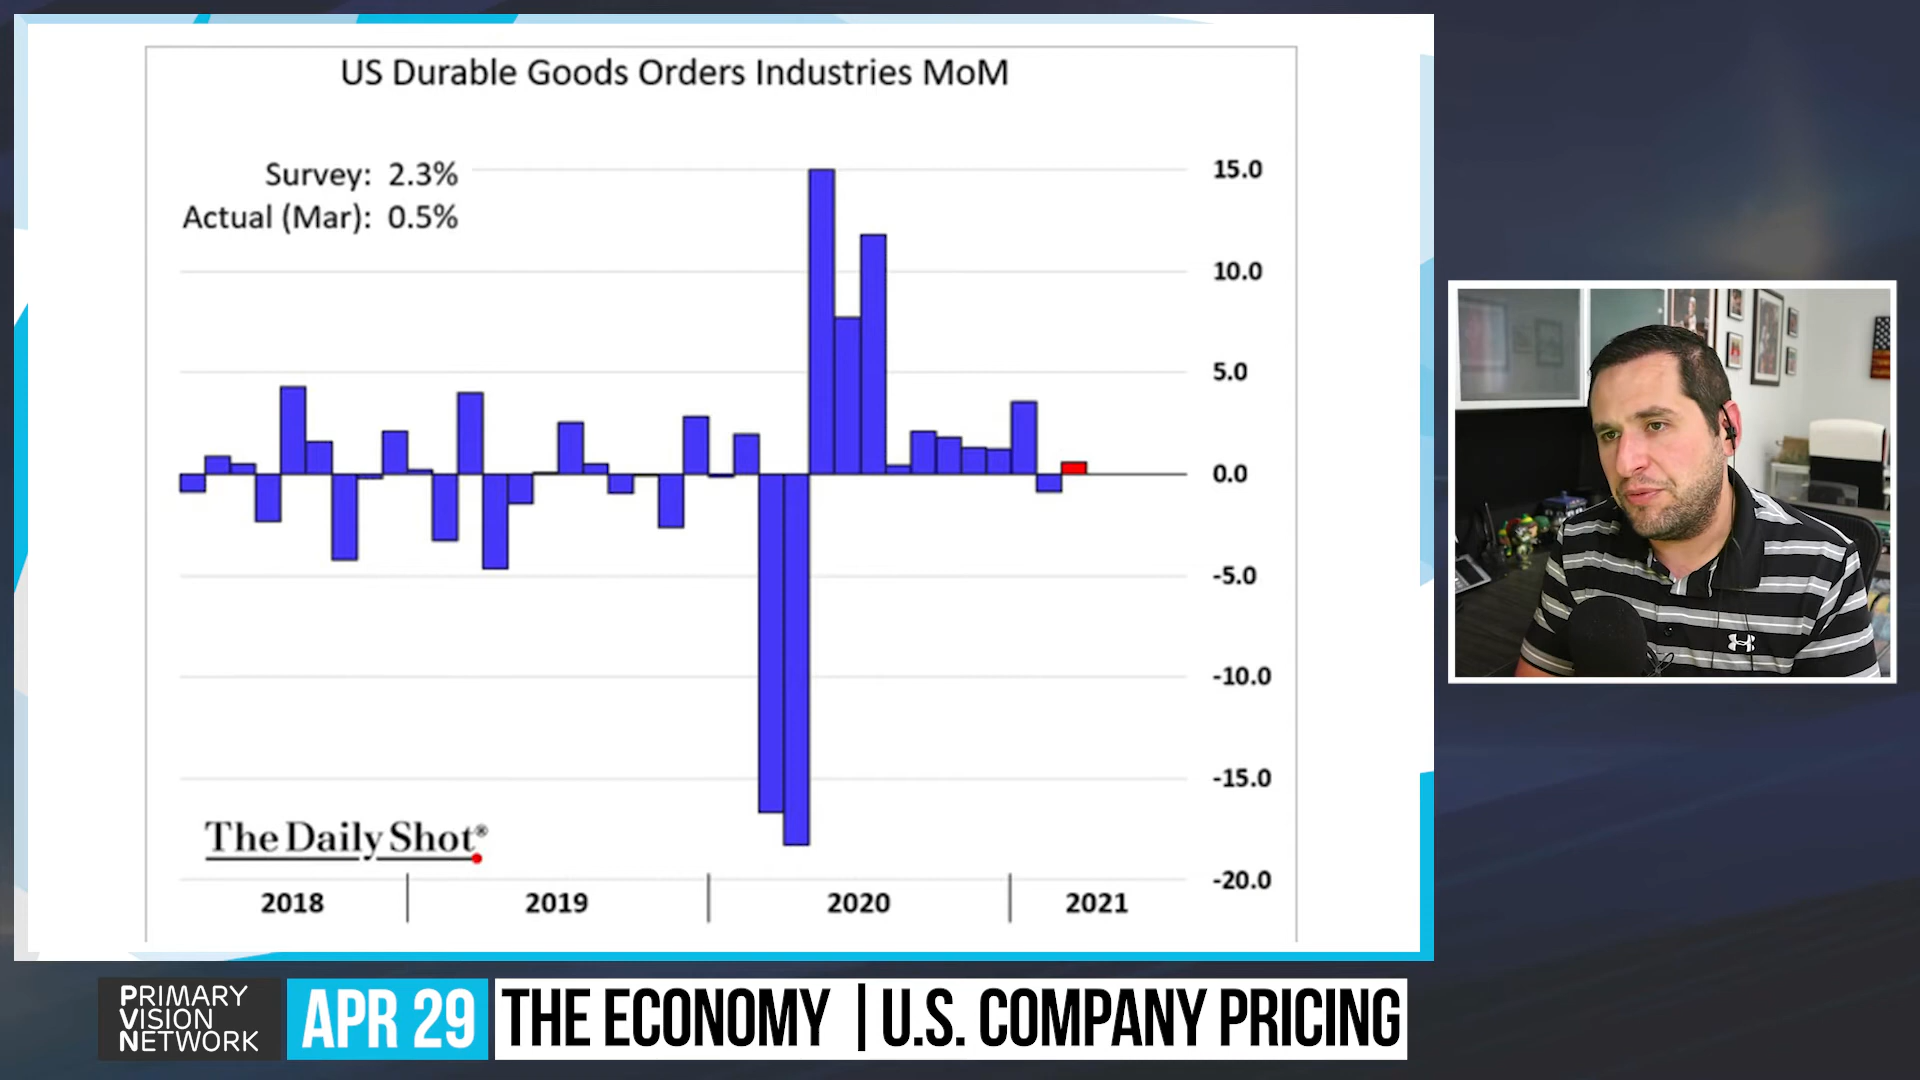 US Durable Goods Orders Industries MoM
Survey: 2.3%
Actual (Mar): 0.5%
15.0
10.0
5.0
0.0
-5.0
-10.0
-15.0
-20.0
The Daily Shot®
2018
2019
2020
2021
PRIMARY
VISION
NETWORK
APR 29
THE ECONOMY | U.S. COMPANY PRICING